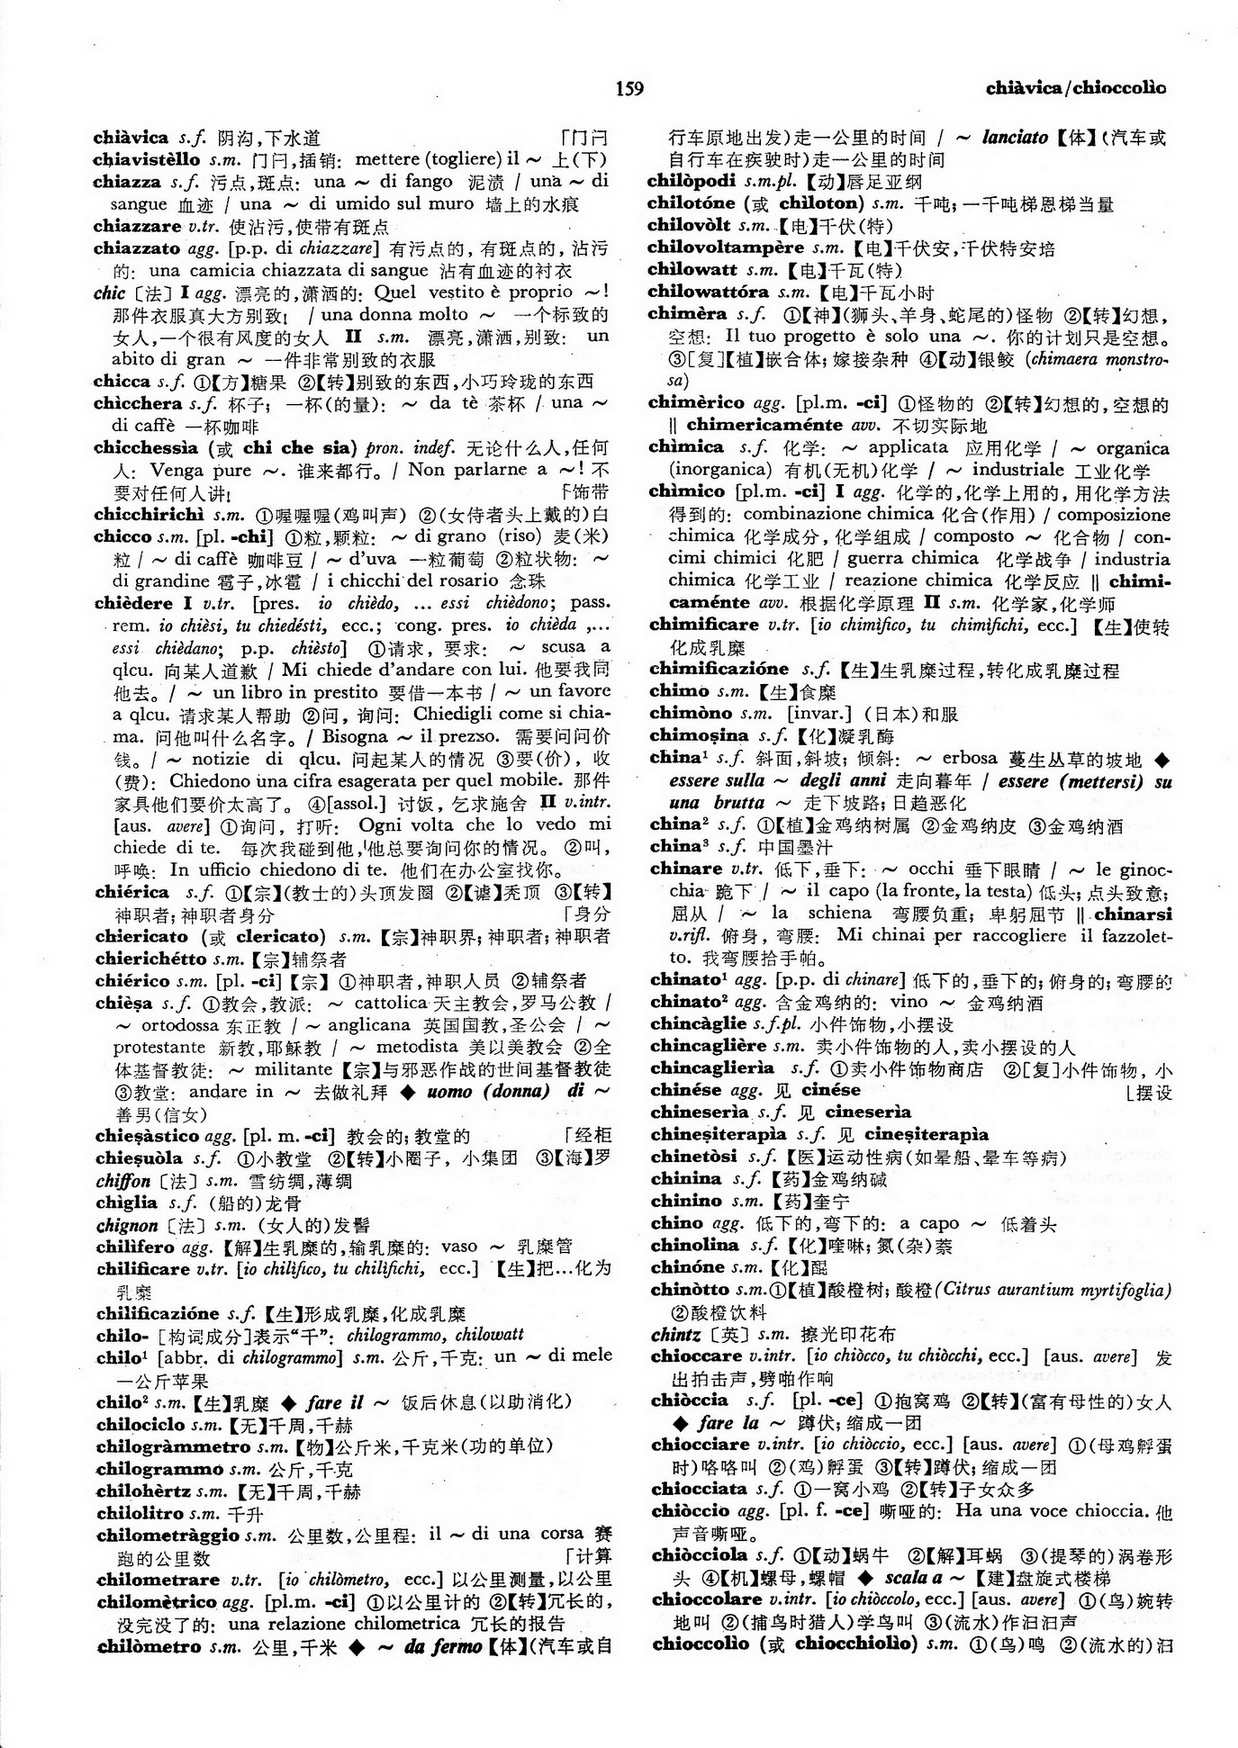 159
chiàvica/chioccolìo
chiàvica s.f. 阴沟,下水道 「门闩
chiavistèllo s.m. 门闩,插销: mettere (togliere) il ~ 上(下)
chiazza s.f. 污点,斑点: una ~ di fango 泥渍 / una ~ di
sangue 血迹 / una ~ di umido sul muro 墙上的水痕
chiazzare v.tr. 使沾污,使带有斑点
chiazzato agg. [p.p. di chiazzare] 有污点的, 有斑点的, 沾污
的: una camicia chiazzata di sangue 沾有血迹的衬衣
chic〔法〕I agg. 漂亮的,潇洒的: Quel vestito è proprio ~!
那件衣服真大方别致! / una donna molto ~ 一个标致的
女人,一个很有风度的女人 II s.m. 漂亮,潇洒,别致: un
abito di gran ~ 一件非常别致的衣服
chicca s.f. ①【方】糖果 ②【转】别致的东西,小巧玲珑的东西
chìcchera s.f. 杯子; 一杯(的量): ~ da tè 茶杯 / una ~
di caffè 一杯咖啡
chicchessìa (或 chi che sia) pron. indef. 无论什么人,任何
人: Venga pure ~. 谁来都行。/ Non parlarne a ~! 不
要对任何人讲! 「饰带
chicchirichì s.m. ①喔喔喔(鸡叫声) ②(女侍者头上戴的)白
chicco s.m. [pl. -chi] ①粒,颗粒: ~ di grano (riso) 麦(米)
粒 / ~ di caffè 咖啡豆 / ~ d'uva 一粒葡萄 ②粒状物: ~
di grandine 雹子,冰雹 / i chicchi del rosario 念珠
chièdere I v.tr. [pres. io chièdo, ... essi chièdono; pass.
rem. io chièsi, tu chiedésti, ecc.; cong. pres. io chièda ,...
essi chièdano; p.p. chièsto] ①请求, 要求: ~ scusa a
qlcu. 向某人道歉 / Mi chiede d'andare con lui. 他要我同
他去。/ ~ un libro in prestito 要借一本书 / ~ un favore
a qlcu. 请求某人帮助 ②问, 询问: Chiedigli come si chia-
ma. 问他叫什么名字。/ Bisogna ~ il prezzo. 需要问问价
钱。/ ~ notizie di qlcu. 问起某人的情况 ③要(价), 收
(费): Chiedono una cifra esagerata per quel mobile. 那件
家具他们要价太高了。④[assol.] 讨饭, 乞求施舍 II v.intr.
[aus. avere] ①询问, 打听: Ogni volta che lo vedo mi
chiede di te. 每次我碰到他,他总要询问你的情况。②叫,
呼唤: In ufficio chiedono di te. 他们在办公室找你。
chiérica s.f. ①【宗】(教士的)头顶发圈 ②【谑】秃顶 ③【转】
神职者; 神职者身分 「身分
chiericato (或 clericato) s.m. 【宗】神职界; 神职者; 神职者
chierichétto s.m. 【宗】辅祭者
chiérico s.m. [pl. -ci]【宗】①神职者,神职人员 ②辅祭者
chièsa s.f. ①教会,教派: ~ cattolica 天主教会,罗马公教 /
~ ortodossa 东正教 / ~ anglicana 英国国教,圣公会 / ~
protestante 新教,耶稣教 / ~ metodista 美以美教会 ②全
体基督教徒: ~ militante【宗】与邪恶作战的世间基督教徒
③教堂: andare in ~ 去做礼拜 ◆ uomo (donna) di ~
善男(信女)
chiesàstico agg. [pl. m. -ci] 教会的; 教堂的 「经柜
chiesuòla s.f. ①小教堂 ②【转】小圈子, 小集团 ③【海】罗
chiffon〔法〕s.m. 雪纺绸,薄绸
chìglia s.f. (船的)龙骨
chignon〔法〕s.m. (女人的)发髻
chilìfero agg. 【解】生乳糜的,输乳糜的: vaso ~ 乳糜管
chilificare v.tr. [io chilìfico, tu chilìfichi, ecc.] 【生】把...化为
乳糜
chilificazióne s.f. 【生】形成乳糜,化成乳糜
chilo- [构词成分]表示“千”: chilogrammo, chilowatt
chilo¹ [abbr. di chilogrammo] s.m. 公斤,千克: un ~ di mele
一公斤苹果
chilo² s.m.【生】乳糜 ◆ fare il ~ 饭后休息(以助消化)
chilociclo s.m. 【无】千周,千赫
chilogràmmetro s.m.【物】公斤米,千克米(功的单位)
chilogrammo s.m. 公斤,千克
chilohèrtz s.m. 【无】千周,千赫
chilolitro s.m. 千升
chilometràggio s.m. 公里数,公里程: il ~ di una corsa 赛
跑的公里数 「计算
chilometrare v.tr. [io chilòmetro, ecc.] 以公里测量,以公里
chilomètrico agg. [pl.m. -ci] ①以公里计的 ②【转】冗长的,
没完没了的: una relazione chilometrica 冗长的报告
chilòmetro s.m. 公里,千米 ◆ ~ da fermo【体】(汽车或自
行车原地出发)走一公里的时间 / ~ lanciato【体】(汽车或
自行车在疾驶时)走一公里的时间
chilòpodi s.m.pl. 【动】唇足亚纲
chilotóne (或 chìloton) s.m. 千吨; 一千吨梯恩梯当量
chilovòlt s.m. 【电】千伏(特)
chilovoltampère s.m. 【电】千伏安,千伏特安培
chilowatt s.m. 【电】千瓦(特)
chilowattóra s.m. 【电】千瓦小时
chimèra s.f. ①【神】(狮头、羊身、蛇尾的)怪物 ②【转】幻想,
空想: Il tuo progetto è solo una ~. 你的计划只是空想。
③[复]【植】嵌合体; 嫁接杂种 ④【动】银鲛 (chimaera monstro-
sa)
chimèrico agg. [pl.m. -ci] ①怪物的 ②【转】幻想的,空想的
‖ chimericaménte avv. 不切实际地
chìmica s.f. 化学: ~ applicata 应用化学 / ~ organica
(inorganica) 有机(无机)化学 / ~ industriale 工业化学
chìmico [pl.m. -ci] I agg. 化学的,化学上用的, 用化学方法
得到的: combinazione chimica 化合(作用) / composizione
chimica 化学成分, 化学组成 / composto ~ 化合物 / con-
cimi chimici 化肥 / guerra chimica 化学战争 / industria
chimica 化学工业 / reazione chimica 化学反应 ‖ chimi-
caménte avv. 根据化学原理 II s.m. 化学家,化学师
chimificare v.tr. [io chimìfico, tu chimìfichi, ecc.] 【生】使转
化成乳糜
chimificazióne s.f. 【生】生乳糜过程,转化成乳糜过程
chimo s.m. 【生】食糜
chimòno s.m. [invar.] (日本)和服
chimosina s.f. 【化】凝乳酶
china¹ s.f. 斜面,斜坡; 倾斜: ~ erbosa 蔓生丛草的坡地 ◆
essere sulla ~ degli anni 走向暮年 / essere (mettersi) su
una brutta ~ 走下坡路; 日趋恶化
china² s.f. ①【植】金鸡纳树属 ②金鸡纳皮 ③金鸡纳酒
china³ s.f. 中国墨汁
chinare v.tr. 低下,垂下: ~ occhi 垂下眼睛 / ~ le ginoc-
chia 跪下 / ~ il capo (la fronte, la testa) 低头; 点头致意;
屈从 / ~ la schiena 弯腰负重; 卑躬屈节 ‖ chinarsi
v.rifl. 俯身, 弯腰: Mi chinai per raccogliere il fazzolet-
to. 我弯腰拾手帕。
chinato¹ agg. [p.p. di chinare] 低下的,垂下的; 俯身的; 弯腰的
chinato² agg. 含金鸡纳的: vino ~ 金鸡纳酒
chincàglie s.f.pl. 小件饰物,小摆设
chincaglière s.m. 卖小件饰物的人,卖小摆设的人
chincaglierìa s.f. ①卖小件饰物商店 ②[复]小件饰物, 小
chinése agg. 见 cinése ⌊摆设
chineserìa s.f. 见 cineserìa
chinesiterapìa s.f. 见 cinesiterapìa
chinetòsi s.f. 【医】运动性病(如晕船、晕车等病)
chinina s.f. 【药】金鸡纳碱
chinino s.m. 【药】奎宁
chino agg. 低下的,弯下的: a capo ~ 低着头
chinolina s.f. 【化】喹啉; 氮(杂)萘
chinóne s.m. 【化】醌
chinòtto s.m.①【植】酸橙树; 酸橙(Citrus aurantium myrtifoglia)
②酸橙饮料
chintz〔英〕s.m. 擦光印花布
chioccare v.intr. [io chiòcco, tu chiòcchi, ecc.] [aus. avere] 发
出拍击声,劈啪作响
chiòccia s.f. [pl. -ce] ①抱窝鸡 ②【转】(富有母性的)女人
◆ fare la ~ 蹲伏; 缩成一团
chiocciare v.intr. [io chiòccio, ecc.] [aus. avere] ①(母鸡孵蛋
时)咯咯叫 ②(鸡)孵蛋 ③【转】蹲伏; 缩成一团
chiocciata s.f. ①一窝小鸡 ②【转】子女众多
chiòccio agg. [pl. f. -ce] 嘶哑的: Ha una voce chioccia. 他
声音嘶哑。
chiòcciola s.f. ①【动】蜗牛 ②【解】耳蜗 ③(提琴的)涡卷形
头 ④【机】螺母,螺帽 ◆ scala a ~ 【建】盘旋式楼梯
chioccolare v.intr. [io chiòccolo, ecc.] [aus. avere] ①(鸟)婉转
地叫 ②(捕鸟时猎人)学鸟叫 ③(流水)作汩汩声
chioccolìo (或 chiocchiolìo) s.m. ①(鸟)鸣 ②(流水的)汩